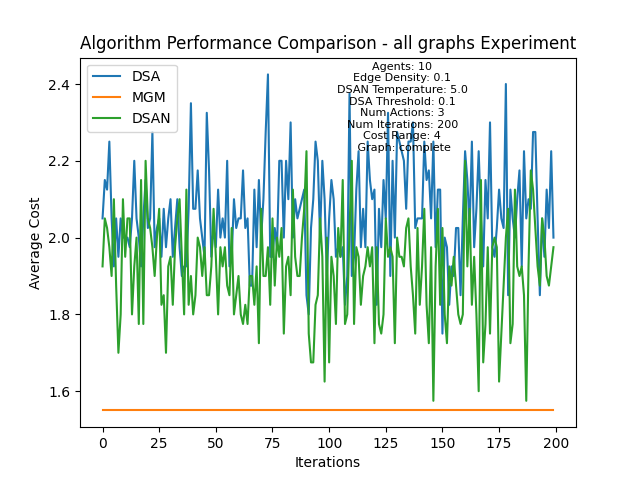 Algorithm Performance Comparison - all graphs Experiment
DSA
MGM
DSAN
Agents: 10
Edge Density: 0.1
DSAN Temperature: 5.0
DSA Threshold: 0.1
Num Actions: 3
Num Iterations: 200
Cost Range: 4
Graph: complete
Average Cost
2.4
2.2
2.0
1.8
1.6
0 25 50 75 100 125 150 175 200
Iterations